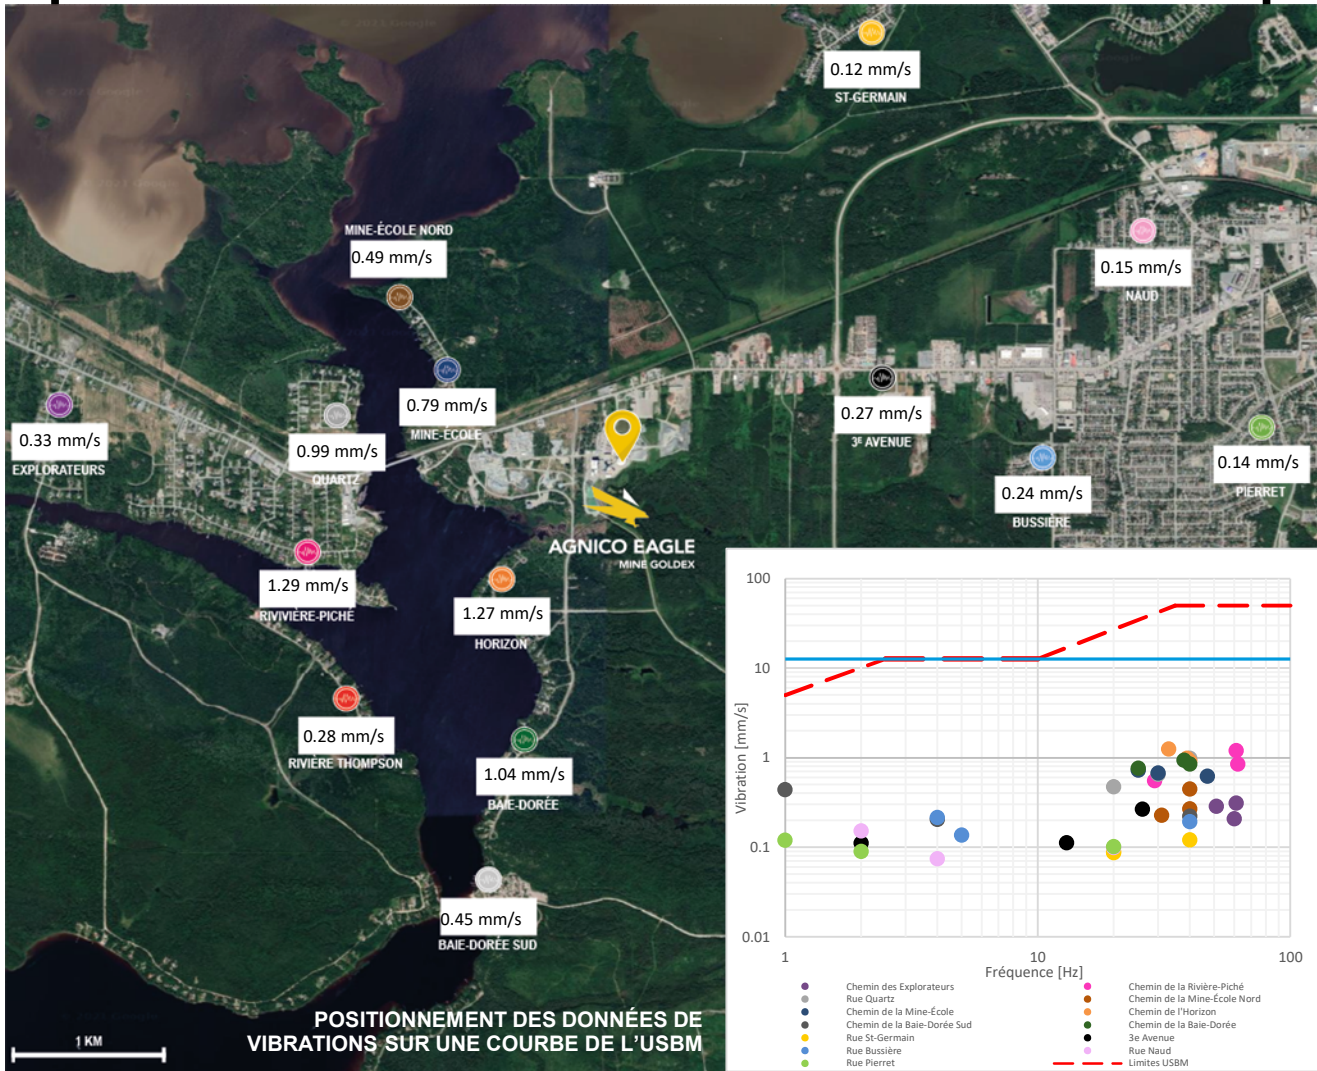 0.12 mm/s
ST-GERMAIN
MINE-ÉCOLE NORD
0.49 mm/s
0.15 mm/s
NAUD
0.79 mm/s
MINE-ÉCOLE
0.33 mm/s
EXPLORATEURS
0.99 mm/s
QUARTZ
0.27 mm/s
3E AVENUE
0.14 mm/s
PIERRET
0.24 mm/s
BUSSIÈRE
AGNICO EAGLE
MINE GOLDEX
1.29 mm/s
RIVIVIÈRE-PICHÉ
1.27 mm/s
HORIZON
0.28 mm/s
RIVIÈRE THOMPSON
1.04 mm/s
BAIE-DORÉE
0.45 mm/s
BAIE-DORÉE SUD
POSITIONNEMENT DES DONNÉES DE
VIBRATIONS SUR UNE COURBE DE L'USBM
1 KM
100
10
1
0.1
0.01
Vibration [mm/s]
1
10
100
Fréquence [Hz]
Chemin des Explorateurs
Chemin de la Rivière-Piché
Rue Quartz
Chemin de la Mine-École Nord
Chemin de la Mine-École
Chemin de l'Horizon
Chemin de la Baie-Dorée Sud
Chemin de la Baie-Dorée
Rue St-Germain
3e Avenue
Rue Bussière
Rue Naud
Rue Pierret
Limites USBM